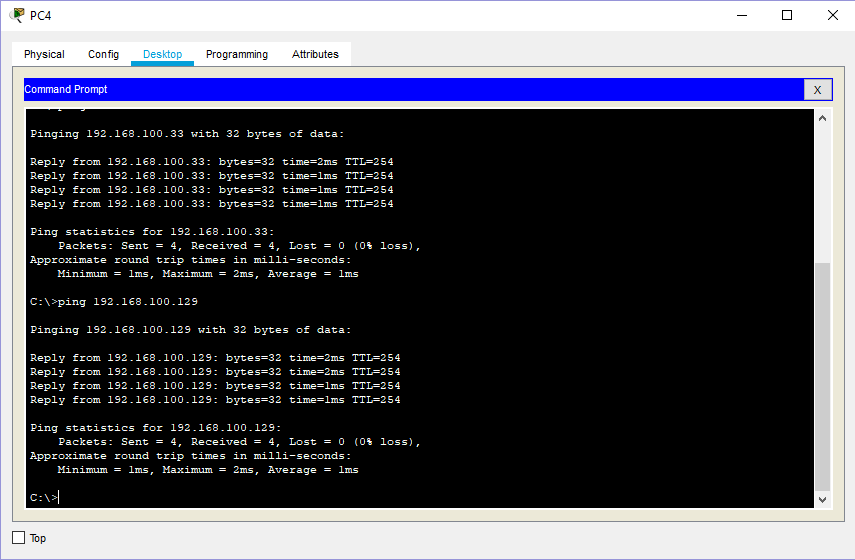 PC4
Physical Config Desktop Programming Attributes
Command Prompt
X
Pinging 192.168.100.33 with 32 bytes of data:
Reply from 192.168.100.33: bytes=32 time=2ms TTL=254
Reply from 192.168.100.33: bytes=32 time=1ms TTL=254
Reply from 192.168.100.33: bytes=32 time=1ms TTL=254
Reply from 192.168.100.33: bytes=32 time=1ms TTL=254
Ping statistics for 192.168.100.33:
Packets: Sent = 4, Received = 4, Lost = 0 (0% loss),
Approximate round trip times in milli-seconds:
Minimum = 1ms, Maximum = 2ms, Average = 1ms
C:\>ping 192.168.100.129
Pinging 192.168.100.129 with 32 bytes of data:
Reply from 192.168.100.129: bytes=32 time=2ms TTL=254
Reply from 192.168.100.129: bytes=32 time=2ms TTL=254
Reply from 192.168.100.129: bytes=32 time=1ms TTL=254
Reply from 192.168.100.129: bytes=32 time=1ms TTL=254
Ping statistics for 192.168.100.129:
Packets: Sent = 4, Received = 4, Lost = 0 (0% loss),
Approximate round trip times in milli-seconds:
Minimum = 1ms, Maximum = 2ms, Average = 1ms
C:\>
Top